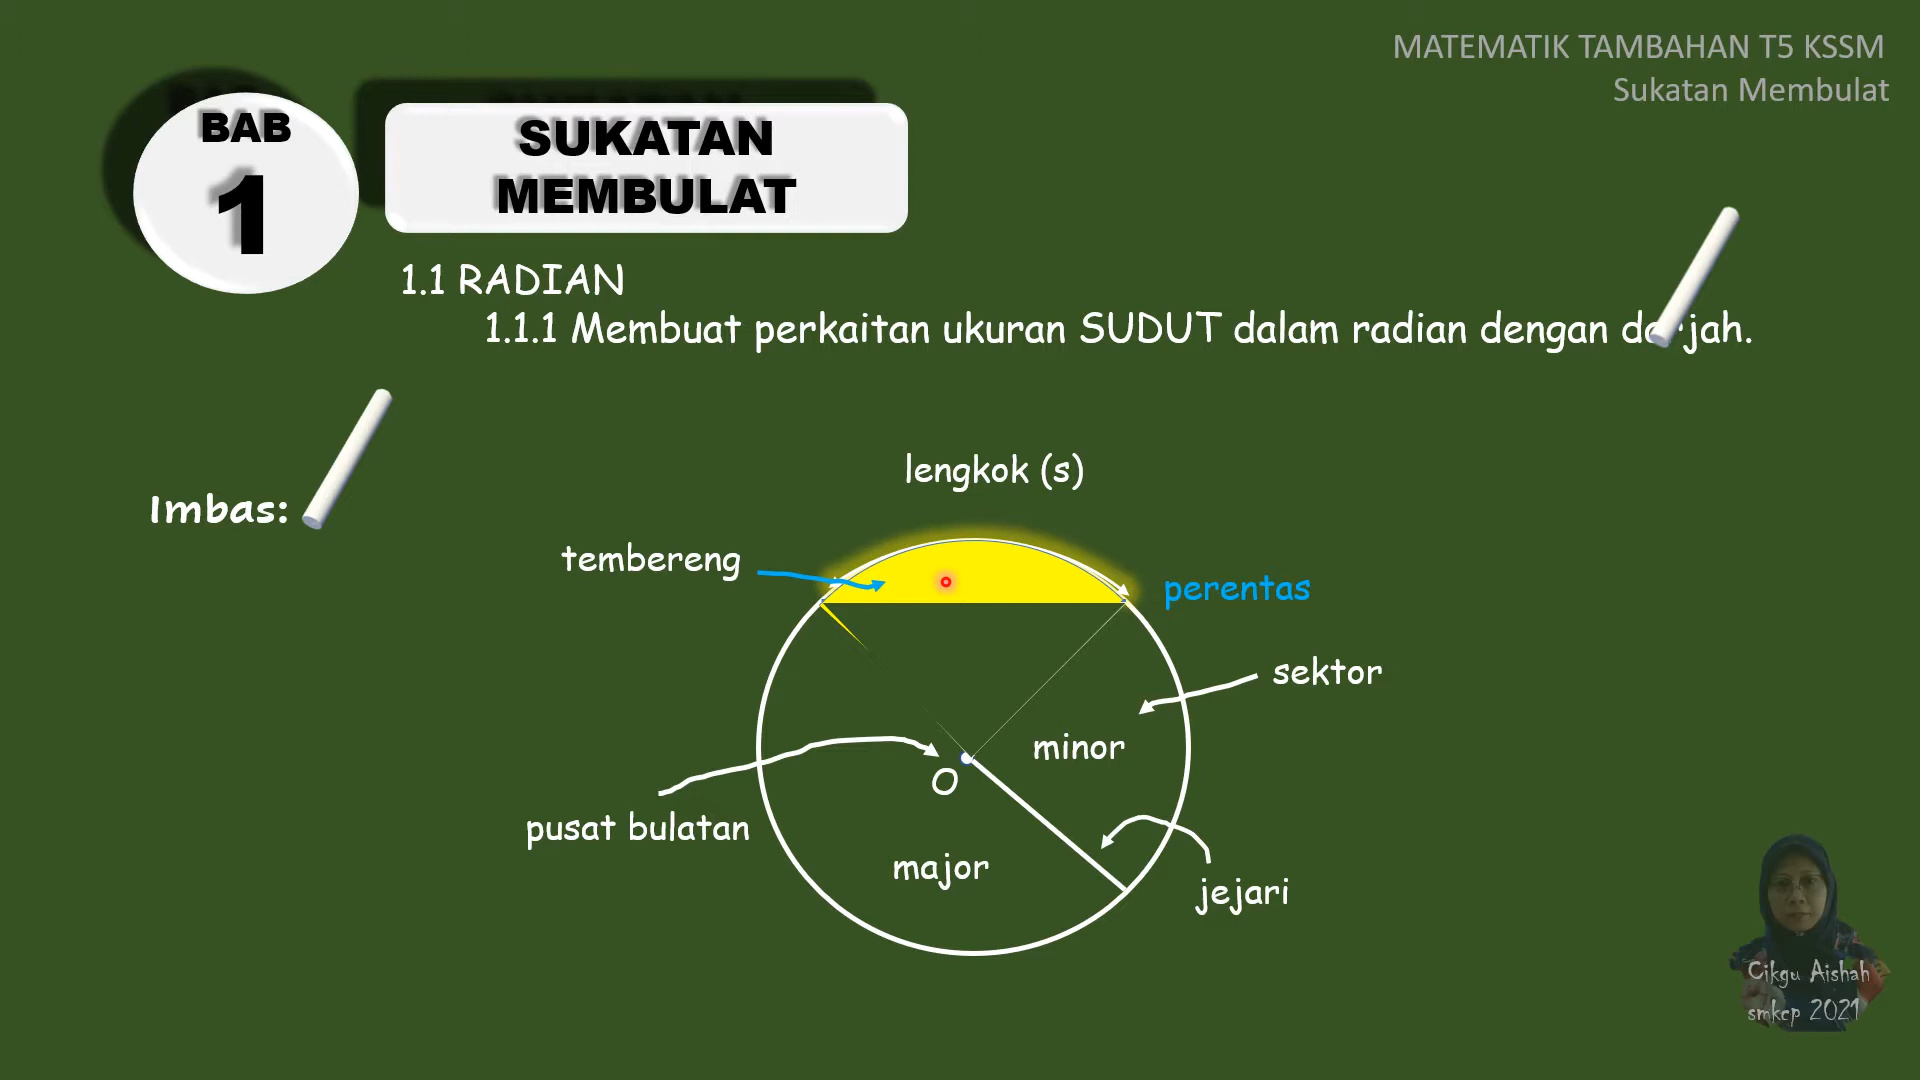 MATEMATIK TAMBAHAN T5 KSSM
Sukatan Membulat
BAB
1
SUKATAN
MEMBULAT
1.1 RADIAN
1.1.1 Membuat perkaitan ukuran SUDUT dalam radian dengan darjah.
Imbas:
lengkok (s)
tembereng
perentas
sektor
minor
O
pusat bulatan
major
jejari
Cikgu Aishah
smkcp 2021